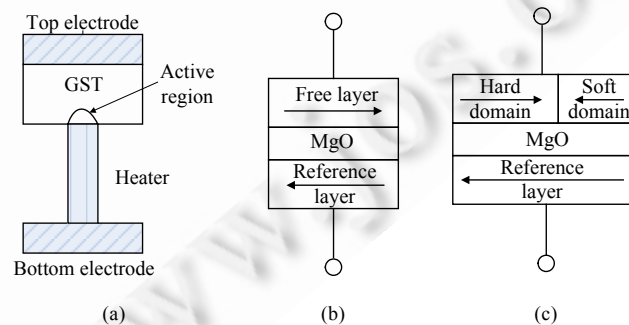 Top electrode
GST
Active
region
Heater
Bottom electrode
(a)
Free layer
MgO
Reference
layer
(b)
Hard
domain
Soft
domain
MgO
Reference
layer
(c)